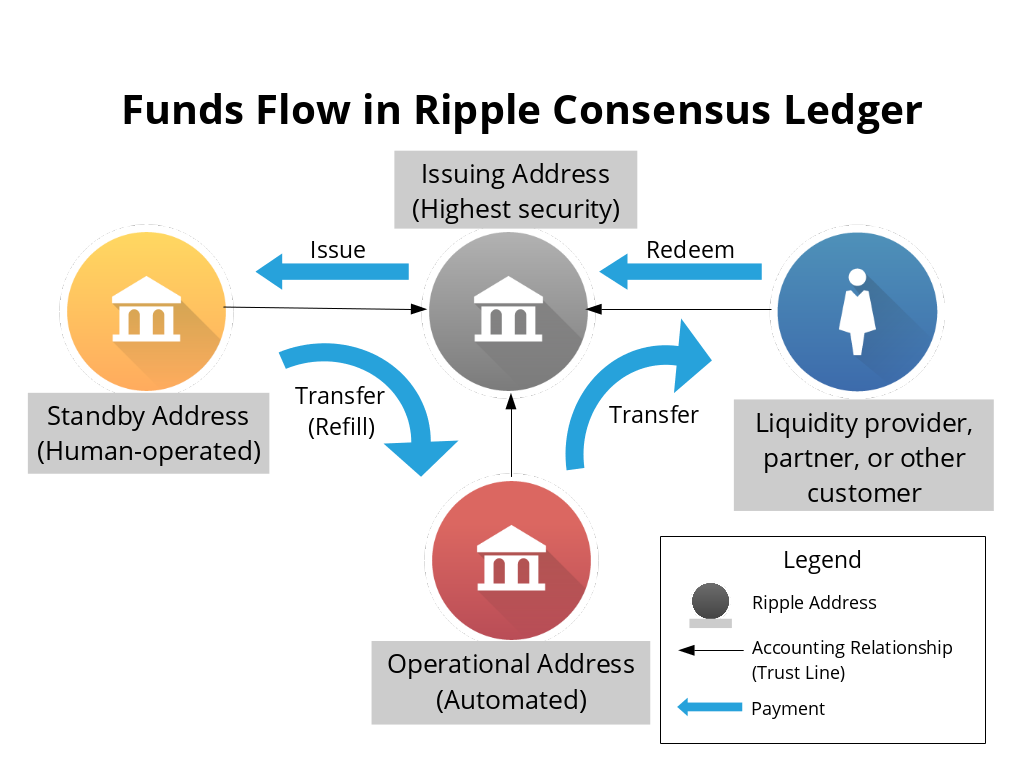 Funds Flow in Ripple Consensus Ledger
Issuing Address
(Highest security)
Issue
Redeem
Transfer
(Refill)
Transfer
Standby Address
(Human-operated)
Liquidity provider,
partner, or other
customer
Operational Address
(Automated)
Legend
Ripple Address
Accounting Relationship
(Trust Line)
Payment